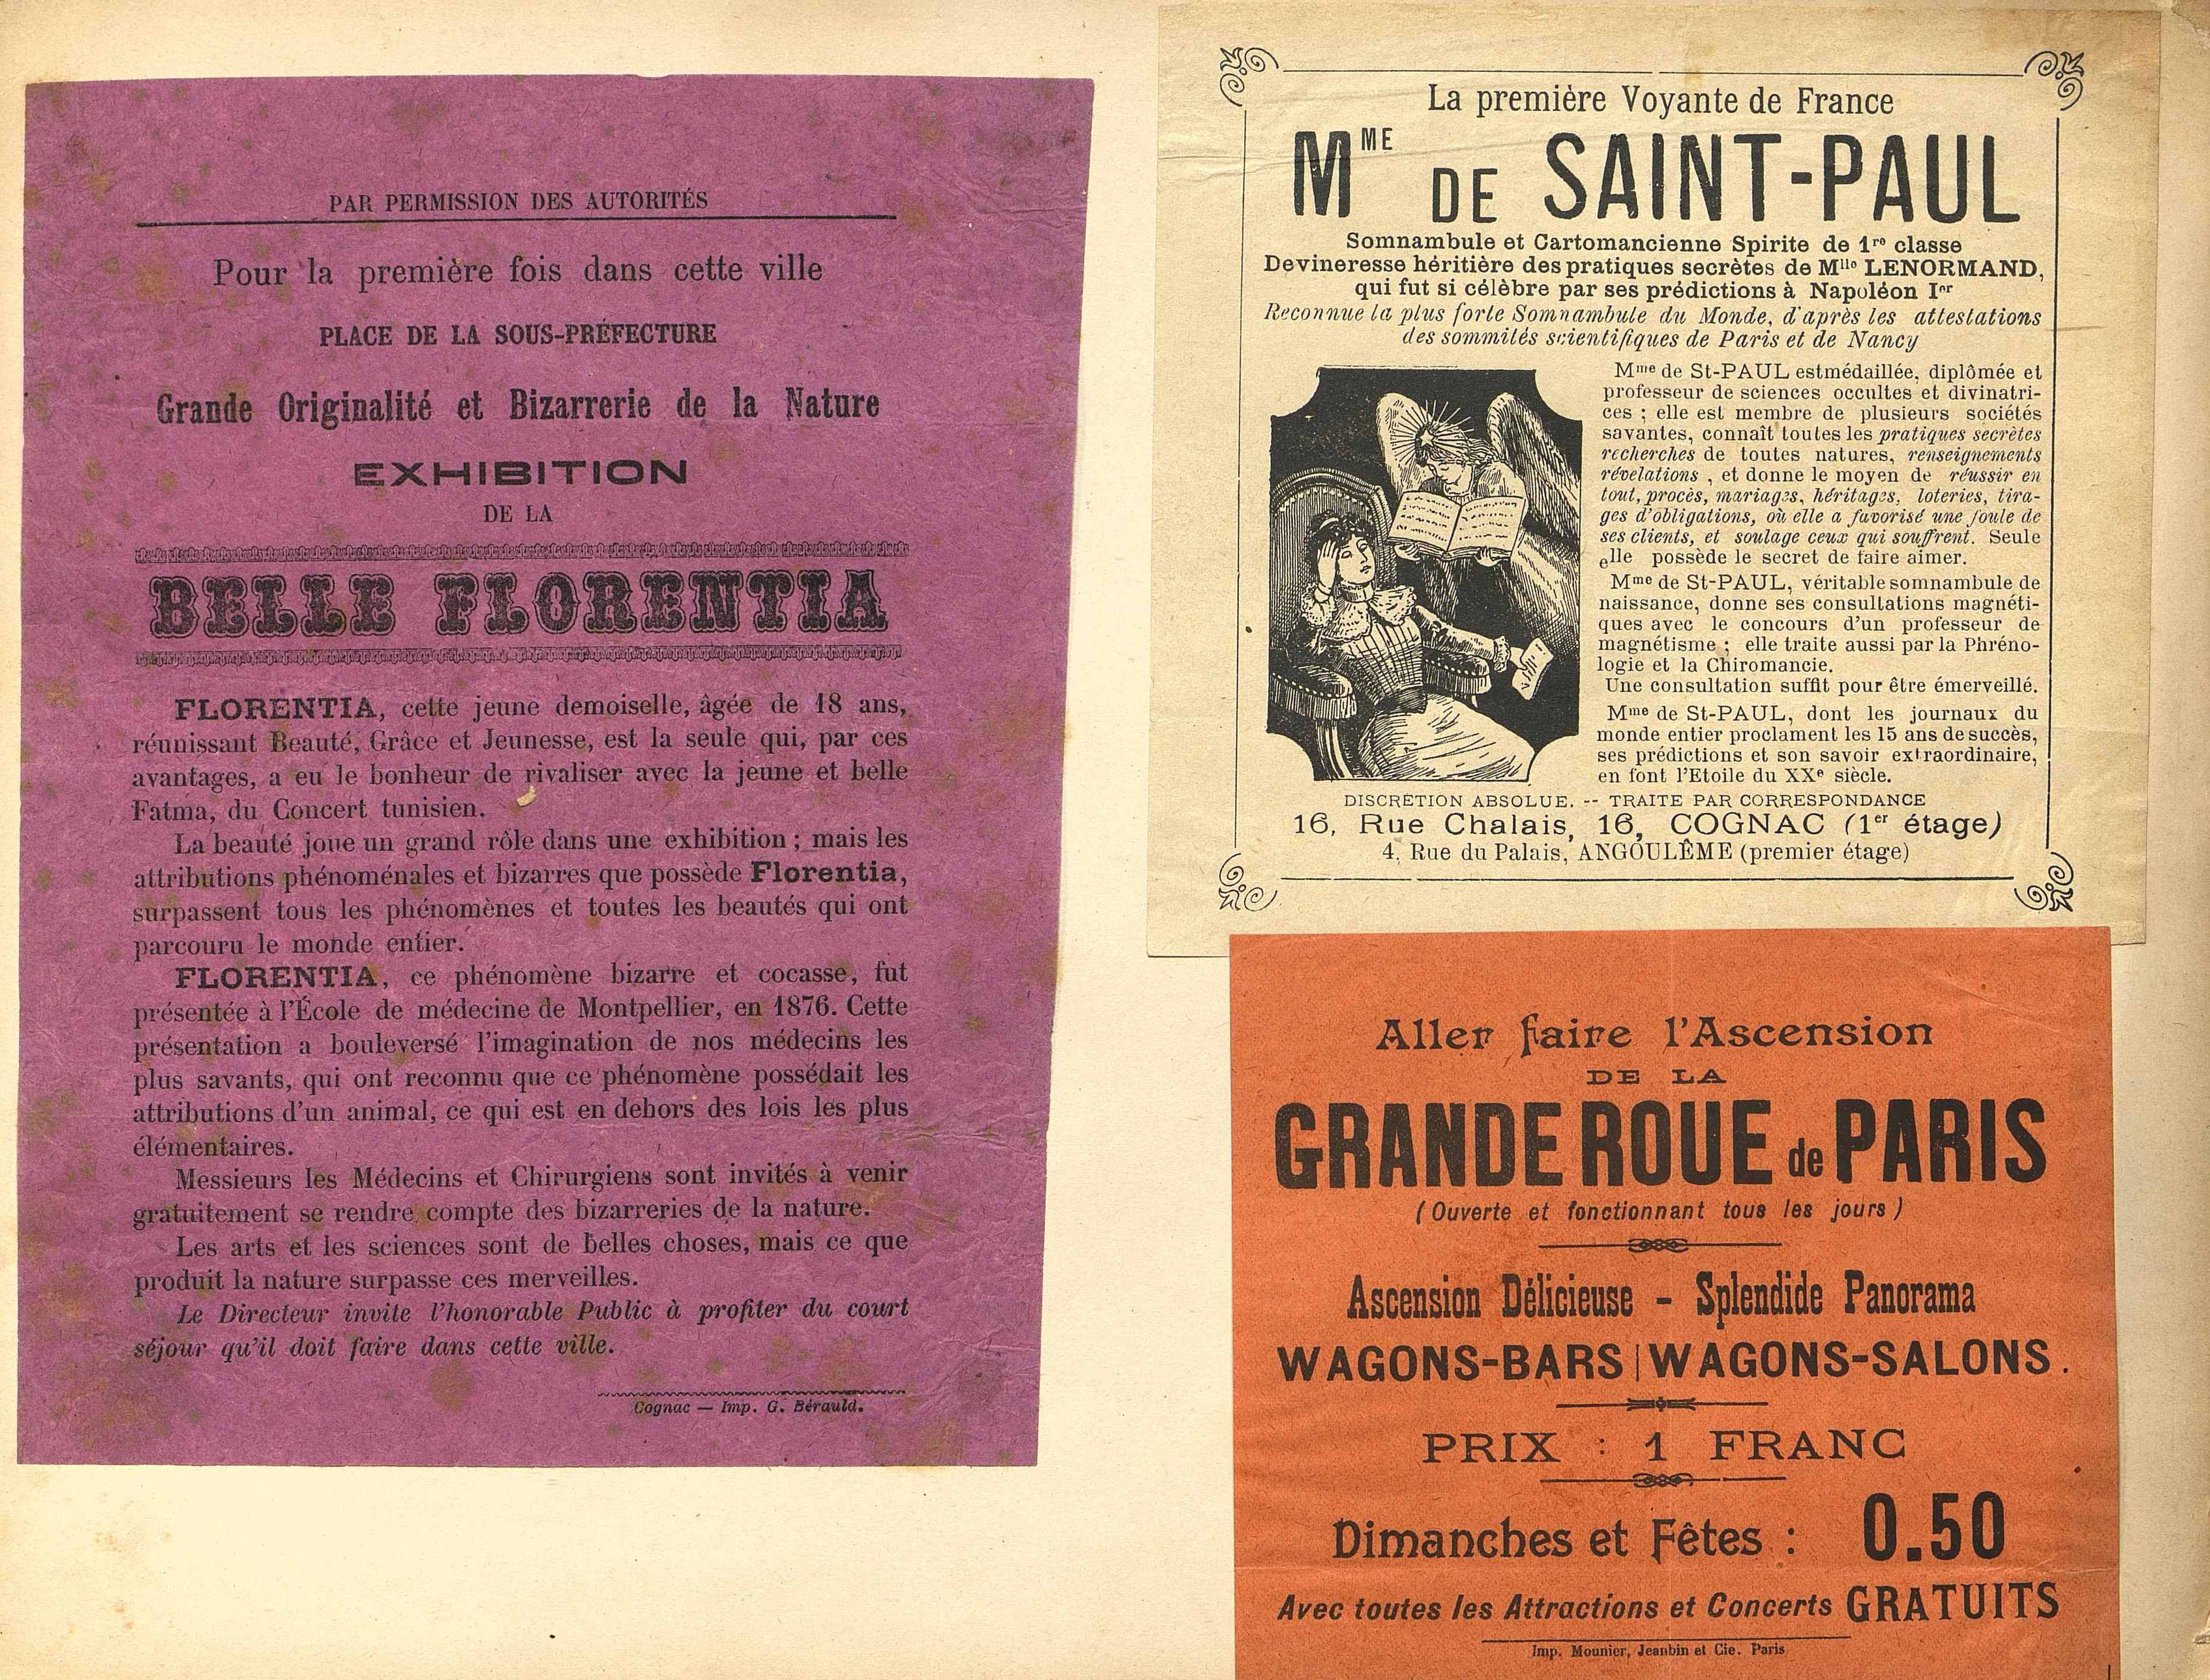 PAR PERMISSION DES AUTORITÉS
Pour la première fois dans cette ville
PLACE DE LA SOUS-PRÉFECTURE
Grande Originalité et Bizarrerie de la Nature
EXHIBITION
DE LA
BELLE FLORENTIA
FLORENTIA, cette jeune demoiselle, âgée de 18 ans,
réunissant Beauté, Grâce et Jeunesse, est la seule qui, par ces
avantages, a eu le bonheur de rivaliser avec la jeune et belle
Fatma, du Concert tunisien.
La beauté joue un grand rôle dans une exhibition ; mais les
attributions phénoménales et bizarres que possède Florentia,
surpassent tous les phénomènes et toutes les beautés qui ont
parcouru le monde entier.
FLORENTIA, ce phénomène bizarre et cocasse, fut
présentée à l'École de médecine de Montpellier, en 1876. Cette
présentation a bouleversé l'imagination de nos médecins les
plus savants, qui ont reconnu que ce phénomène possédait les
attributions d'un animal, ce qui est en dehors des lois les plus
élémentaires.
Messieurs les Médecins et Chirurgiens sont invités à venir
gratuitement se rendre compte des bizarreries de la nature.
Les arts et les sciences sont de belles choses, mais ce que
produit la nature surpasse ces merveilles.
Le Directeur invite l'honorable Public à profiter du court
séjour qu'il doit faire dans cette ville.
Cognac — Imp. G. Bérauld.
La première Voyante de France
MME DE SAINT-PAUL
Somnambule et Cartomancienne Spirite de 1re classe
Devineresse héritière des pratiques secrètes de Mlle LENORMAND,
qui fut si célèbre par ses prédictions à Napoléon Ier
Reconnue la plus forte Somnambule du Monde, d'après les attestations
des sommités scientifiques de Paris et de Nancy
Mme de St-PAUL estmédaillée, diplômée et
professeur de sciences occultes et divinatri-
ces ; elle est membre de plusieurs sociétés
savantes, connaît toutes les pratiques secrètes
recherches de toutes natures, renseignements
révelations , et donne le moyen de réussir en
tout, procès, mariages, héritages, loteries, tira-
ges d'obligations, où elle a favorisé une foule de
ses clients, et soulage ceux qui souffrent. Seule
elle possède le secret de faire aimer.
Mme de St-PAUL, véritable somnambule de
naissance, donne ses consultations magnéti-
ques avec le concours d'un professeur de
magnétisme ; elle traite aussi par la Phréno-
logie et la Chiromancie.
Une consultation suffit pour être émerveillé.
Mme de St-PAUL, dont les journaux du
monde entier proclament les 15 ans de succès,
ses prédictions et son savoir extraordinaire,
en font l'Etoile du XXe siècle.
DISCRÉTION ABSOLUE. -- TRAITE PAR CORRESPONDANCE
16, Rue Chalais, 16, COGNAC (1er étage)
4, Rue du Palais, ANGOULÊME (premier étage)
Aller faire l'Ascension
DE LA
GRANDE ROUE de PARIS
(Ouverte et fonctionnant tous les jours)
Ascension Délicieuse - Splendide Panorama
WAGONS-BARS | WAGONS-SALONS.
PRIX : 1 FRANC
Dimanches et Fêtes : 0.50
Avec toutes les Attractions et Concerts GRATUITS
Imp. Mounier, Jeanbin et Cie. Paris